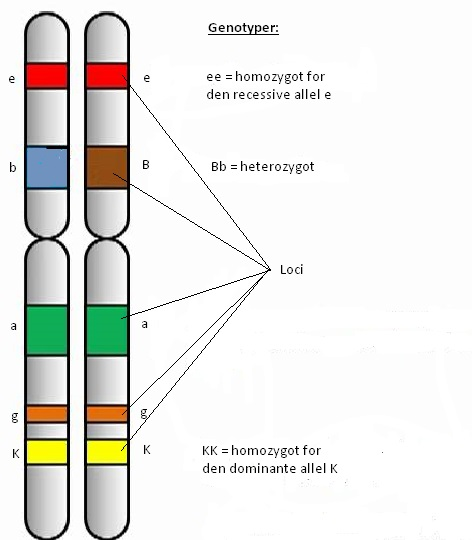 Genotyper:
e e ee = homozygot for
den recessive allel e
b B Bb = heterozygot
Loci
a a
g g
K K KK = homozygot for
den dominante allel K